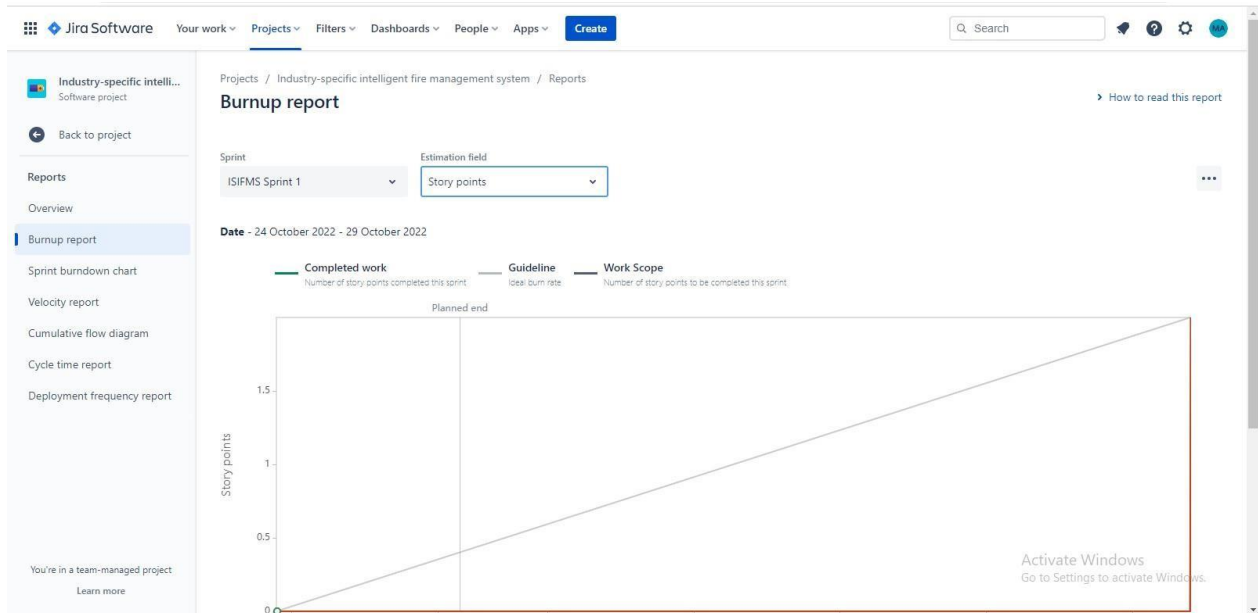 Jira Software Your work Projects Filters Dashboards People Apps Create Search MA
Industry-specific intelli...
Software project
Back to project
Reports
Overview
Burnup report
Sprint burndown chart
Velocity report
Cumulative flow diagram
Cycle time report
Deployment frequency report
You're in a team-managed project
Learn more
Projects / Industry-specific intelligent fire management system / Reports
Burnup report
How to read this report
Sprint Estimation field
ISIFMS Sprint 1 Story points
Date - 24 October 2022 - 29 October 2022
Completed work Guideline Work Scope
Number of story points completed this sprint Ideal burn rate Number of story points to be completed this sprint
Planned end
1.5
1
0.5
0
Story points
Activate Windows
Go to Settings to activate Windows.